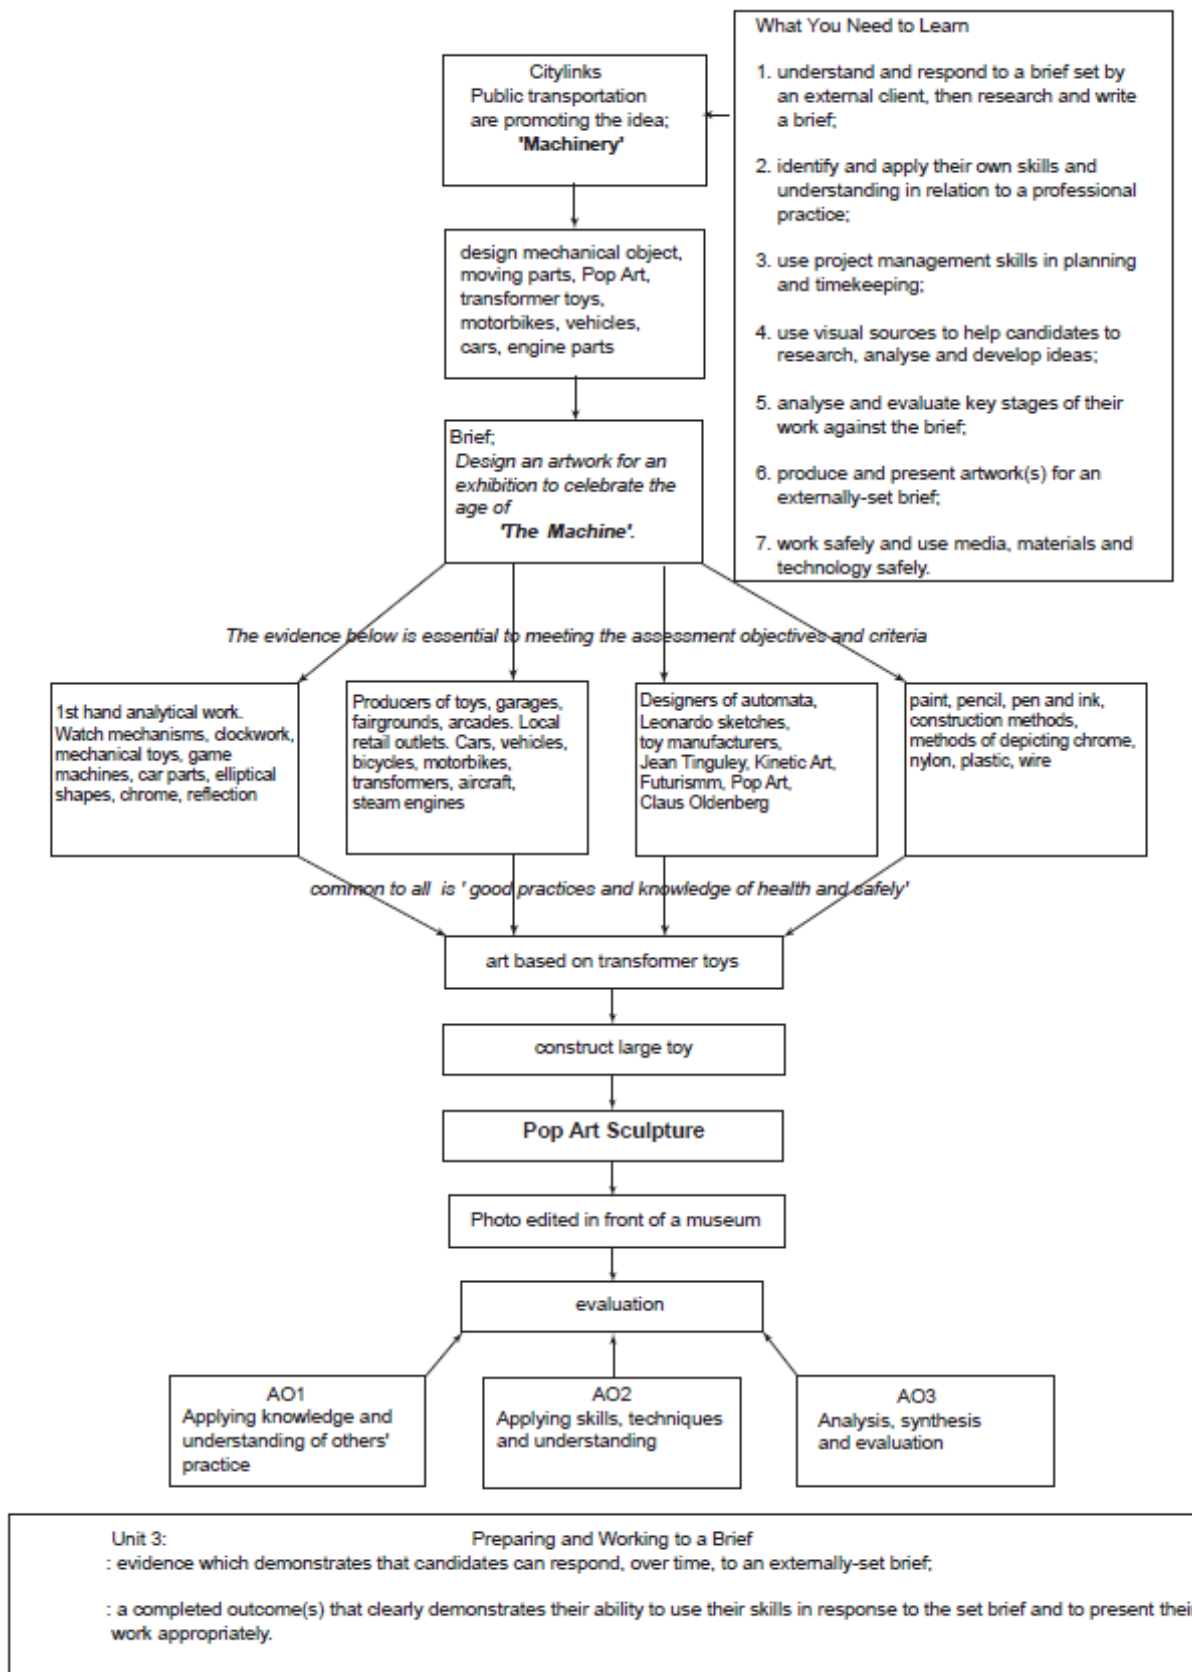 What You Need to Learn
1. understand and respond to a brief set by
an external client, then research and write
a brief;
2. identify and apply their own skills and
understanding in relation to a professional
practice;
3. use project management skills in planning
and timekeeping;
4. use visual sources to help candidates to
research, analyse and develop ideas;
5. analyse and evaluate key stages of their
work against the brief;
6. produce and present artwork(s) for an
externally-set brief;
7. work safely and use media, materials and
technology safely.
Citylinks
Public transportation
are promoting the idea;
'Machinery'
design mechanical object,
moving parts, Pop Art,
transformer toys,
motorbikes, vehicles,
cars, engine parts
Brief;
Design an artwork for an
exhibition to celebrate the
age of
'The Machine'.
The evidence below is essential to meeting the assessment objectives and criteria
1st hand analytical work.
Watch mechanisms, clockwork,
mechanical toys, game
machines, car parts, elliptical
shapes, chrome, reflection
Producers of toys, garages,
fairgrounds, arcades. Local
retail outlets. Cars, vehicles,
bicycles, motorbikes,
transformers, aircraft,
steam engines
Designers of automata,
Leonardo sketches,
toy manufacturers,
Jean Tinguley, Kinetic Art,
Futurismm, Pop Art,
Claus Oldenberg
paint, pencil, pen and ink,
construction methods,
methods of depicting chrome,
nylon, plastic, wire
common to all is ' good practices and knowledge of health and safely'
art based on transformer toys
construct large toy
Pop Art Sculpture
Photo edited in front of a museum
evaluation
AO1
Applying knowledge and
understanding of others'
practice
AO2
Applying skills, techniques
and understanding
AO3
Analysis, synthesis
and evaluation
Unit 3: Preparing and Working to a Brief
: evidence which demonstrates that candidates can respond, over time, to an externally-set brief;
: a completed outcome(s) that clearly demonstrates their ability to use their skills in response to the set brief and to present their
work appropriately.